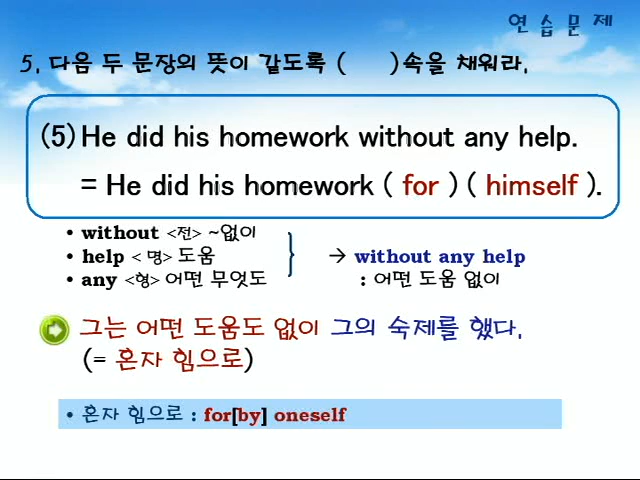 연 습 문 제
5. 다음 두 문장의 뜻이 같도록 (     )속을 채워라.
(5) He did his homework without any help.
= He did his homework ( for ) ( himself ).
• without <전> ~없이
• help < 명> 도움 → without any help
• any <형> 어떤 무엇도 : 어떤 도움 없이
그는 어떤 도움도 없이 그의 숙제를 했다.
(= 혼자 힘으로)
• 혼자 힘으로 : for[by] oneself